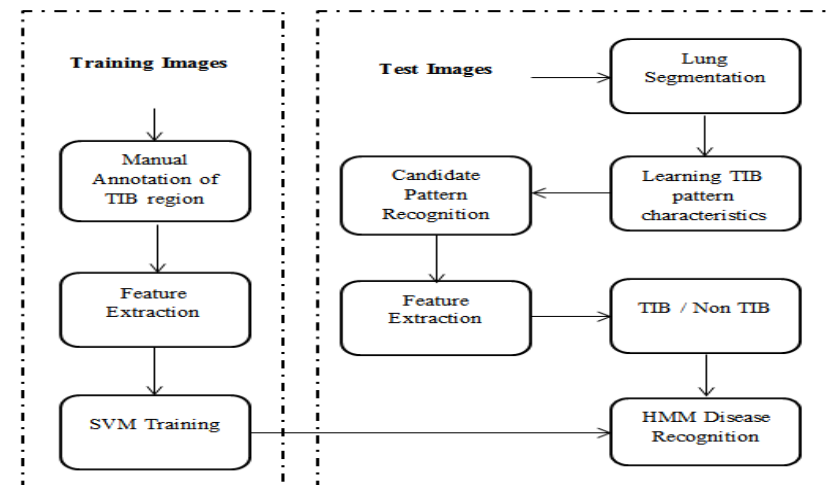 Training Images
Manual
Annotation of
TIB region
Feature
Extraction
SVM Training
Test Images
Lung
Segmentation
Learning TIB
pattern
characteristics
Candidate
Pattern
Recognition
Feature
Extraction
TIB / Non TIB
HMM Disease
Recognition